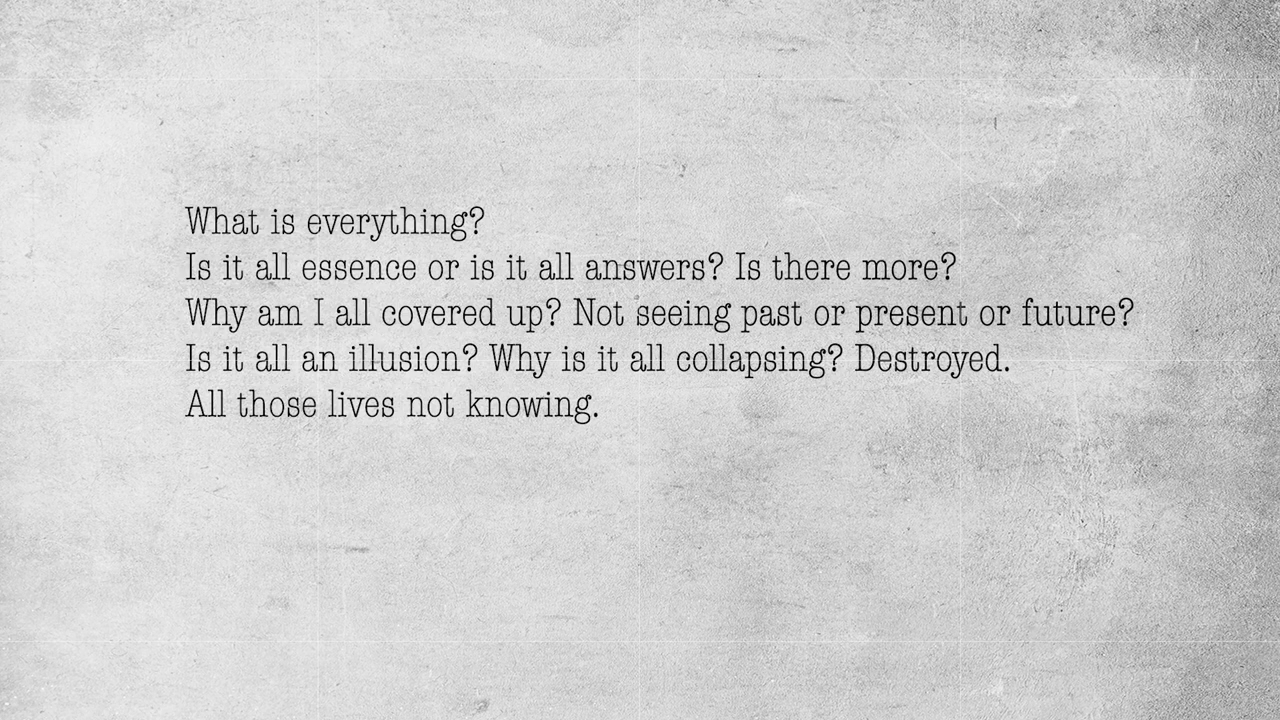 What is everything?
Is it all essence or is it all answers? Is there more?
Why am I all covered up? Not seeing past or present or future?
Is it all an illusion? Why is it all collapsing? Destroyed.
All those lives not knowing.